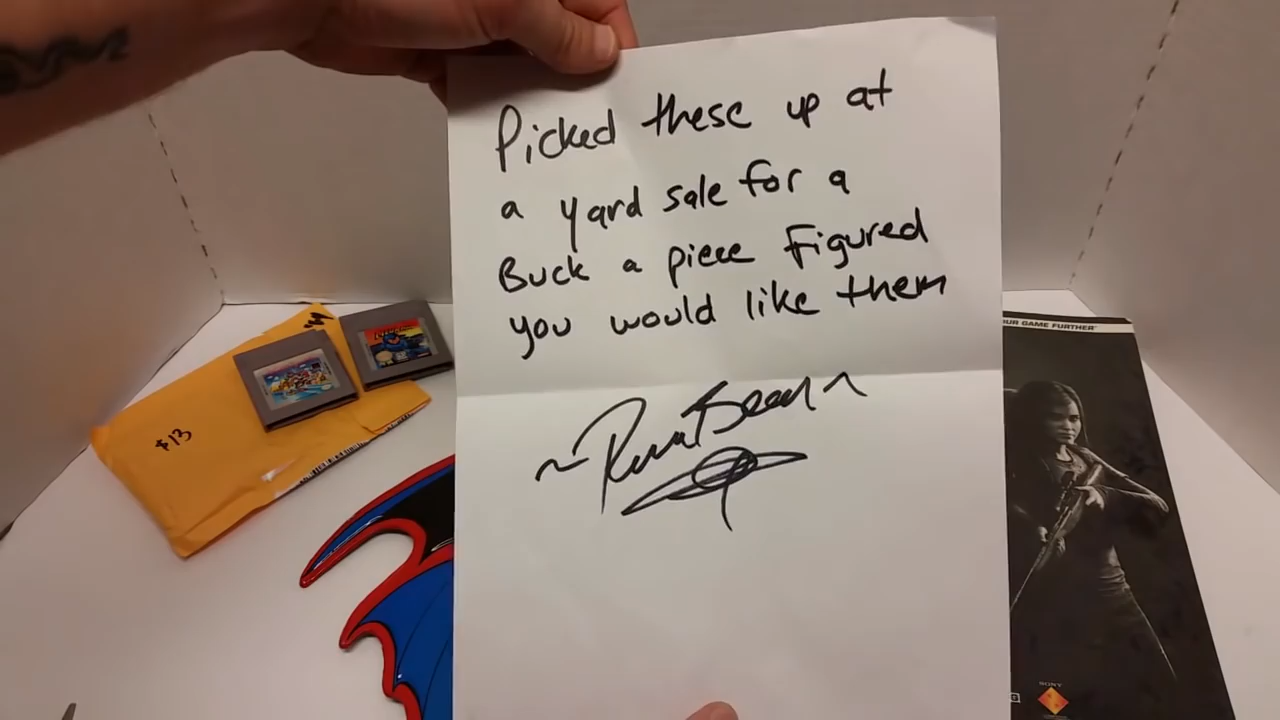 Picked these up at
a yard sale for a
Buck a piece Figured
you would like them
$13
OUR GAME FURTHER
SONY